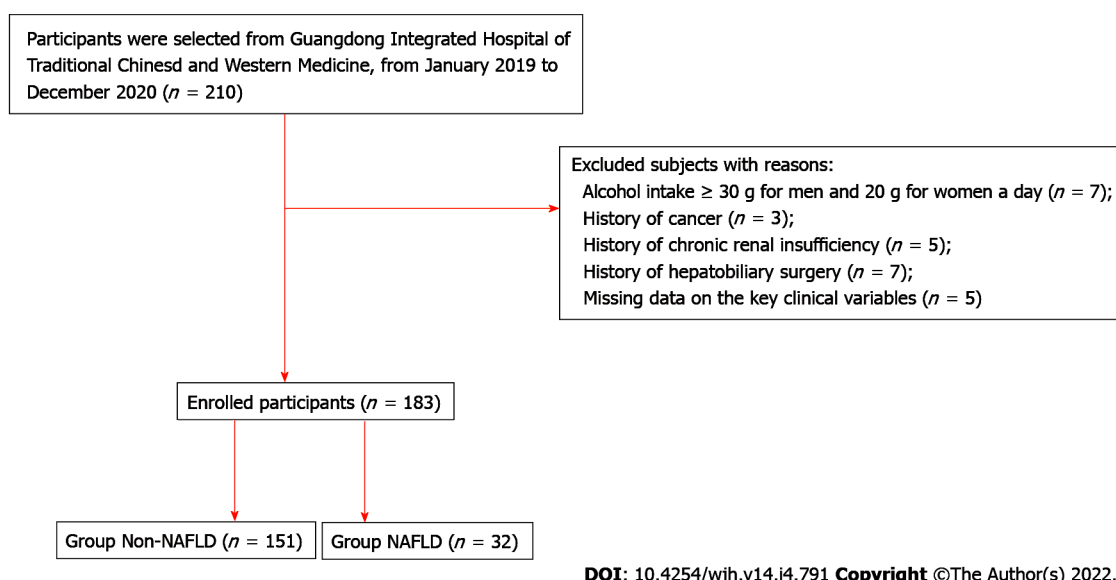 Participants were selected from Guangdong Integrated Hospital of
Traditional Chinesd and Western Medicine, from January 2019 to
December 2020 (n = 210)
Excluded subjects with reasons:
Alcohol intake ≥ 30 g for men and 20 g for women a day (n = 7);
History of cancer (n = 3);
History of chronic renal insufficiency (n = 5);
History of hepatobiliary surgery (n = 7);
Missing data on the key clinical variables (n = 5)
Enrolled participants (n = 183)
Group Non-NAFLD (n = 151)
Group NAFLD (n = 32)
DOI: 10.4254/wjh.v14.i4.791 Copyright ©The Author(s) 2022.